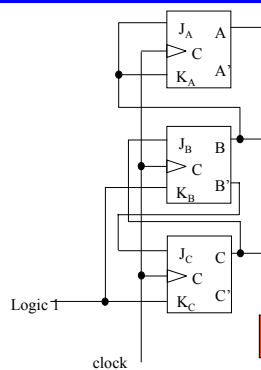 J_A A
C
K_A A'
J_B B
C
K_B B'
J_C C
C
K_C C'
Logic 1
clock